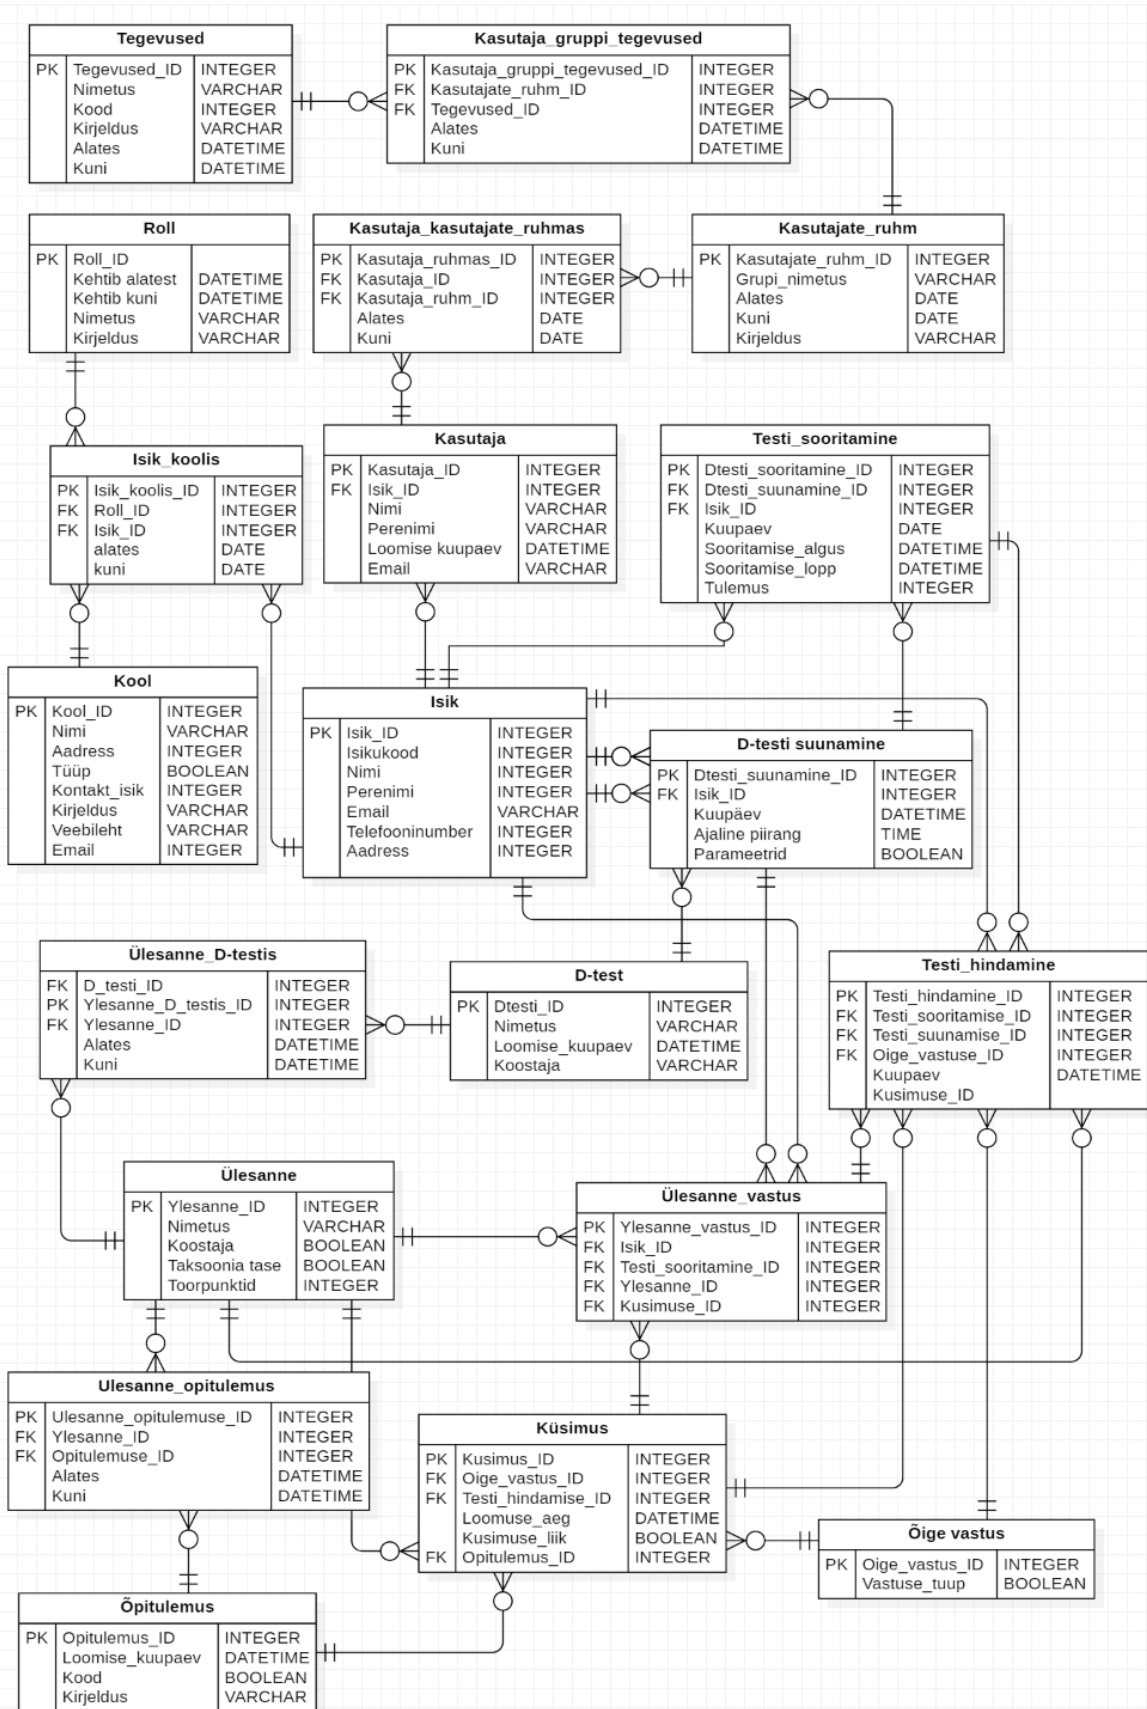 Tegevused
PK Tegevused_ID INTEGER
Nimetus VARCHAR
Kood INTEGER
Kirjeldus VARCHAR
Alates DATETIME
Kuni DATETIME
Kasutaja_gruppi_tegevused
PK Kasutaja_gruppi_tegevused_ID INTEGER
FK Kasutajate_ruhm_ID INTEGER
FK Tegevused_ID INTEGER
Alates DATETIME
Kuni DATETIME
Roll
PK Roll_ID
Kehtib alatest DATETIME
Kehtib kuni DATETIME
Nimetus VARCHAR
Kirjeldus VARCHAR
Kasutaja_kasutajate_ruhmas
PK Kasutaja_ruhmas_ID INTEGER
FK Kasutaja_ID INTEGER
FK Kasutaja_ruhm_ID INTEGER
Alates DATE
Kuni DATE
Kasutajate_ruhm
PK Kasutajate_ruhm_ID INTEGER
Grupi_nimetus VARCHAR
Alates DATE
Kuni DATE
Kirjeldus VARCHAR
Isik_koolis
PK Isik_koolis_ID INTEGER
FK Roll_ID INTEGER
FK Isik_ID INTEGER
alates DATE
kuni DATE
Kasutaja
PK Kasutaja_ID INTEGER
FK Isik_ID INTEGER
Nimi VARCHAR
Perenimi VARCHAR
Loomise kuupaev DATETIME
Email VARCHAR
Testi_sooritamine
PK Dtesti_sooritamine_ID INTEGER
FK Dtesti_suunamine_ID INTEGER
FK Isik_ID INTEGER
Kuupaev DATE
Sooritamise_algus DATETIME
Sooritamise_lopp DATETIME
Tulemus INTEGER
Kool
PK Kool_ID INTEGER
Nimi VARCHAR
Aadress INTEGER
Tüüp BOOLEAN
Kontakt_isik INTEGER
Kirjeldus VARCHAR
Veebileht VARCHAR
Email INTEGER
Isik
PK Isik_ID INTEGER
Isikukood INTEGER
Nimi INTEGER
Perenimi INTEGER
Email VARCHAR
Telefooninumber INTEGER
Aadress INTEGER
D-testi suunamine
PK Dtesti_suunamine_ID INTEGER
FK Isik_ID INTEGER
Kuupäev DATETIME
Ajaline piirang TIME
Parameetrid BOOLEAN
Ülesanne_D-testis
FK D_testi_ID INTEGER
PK Ylesanne_D_testis_ID INTEGER
FK Ylesanne_ID INTEGER
Alates DATETIME
Kuni DATETIME
D-test
PK Dtesti_ID INTEGER
Nimetus VARCHAR
Loomise_kuupaev DATETIME
Koostaja VARCHAR
Testi_hindamine
PK Testi_hindamine_ID INTEGER
FK Testi_sooritamise_ID INTEGER
FK Testi_suunamise_ID INTEGER
FK Oige_vastuse_ID INTEGER
Kuupaev DATETIME
Kusimuse_ID
Ülesanne
PK Ylesanne_ID INTEGER
Nimetus VARCHAR
Koostaja BOOLEAN
Taksoonia tase BOOLEAN
Toorpunktid INTEGER
Ülesanne_vastus
PK Ylesanne_vastus_ID INTEGER
FK Isik_ID INTEGER
FK Testi_sooritamine_ID INTEGER
FK Ylesanne_ID INTEGER
FK Kusimuse_ID INTEGER
Ulesanne_opitulemus
PK Ulesanne_opitulemuse_ID INTEGER
FK Ylesanne_ID INTEGER
FK Opitulemuse_ID INTEGER
Alates DATETIME
Kuni DATETIME
Küsimus
PK Kusimus_ID INTEGER
FK Oige_vastus_ID INTEGER
FK Testi_hindamise_ID INTEGER
Loomuse_aeg DATETIME
Kusimuse_liik BOOLEAN
FK Opitulemus_ID INTEGER
Õige vastus
PK Oige_vastus_ID INTEGER
Vastuse_tuup BOOLEAN
Õpitulemus
PK Opitulemus_ID INTEGER
Loomise_kuupaev DATETIME
Kood BOOLEAN
Kirjeldus VARCHAR